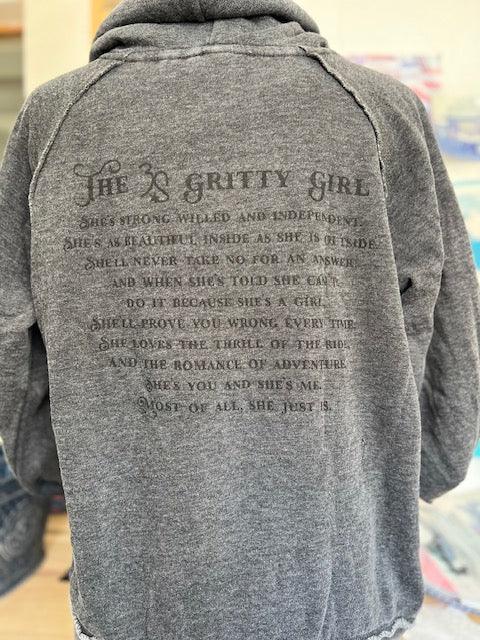 The 3S Gritty Girl
She's strong willed and independent.
She's as beautiful inside as she is outside.
She'll never take no for an answer
and when she's told she can't
do it because she's a girl,
She'll prove you wrong every time.
She loves the thrill of the ride
and the romance of adventure.
She's you and she's me.
Most of all, she just is.